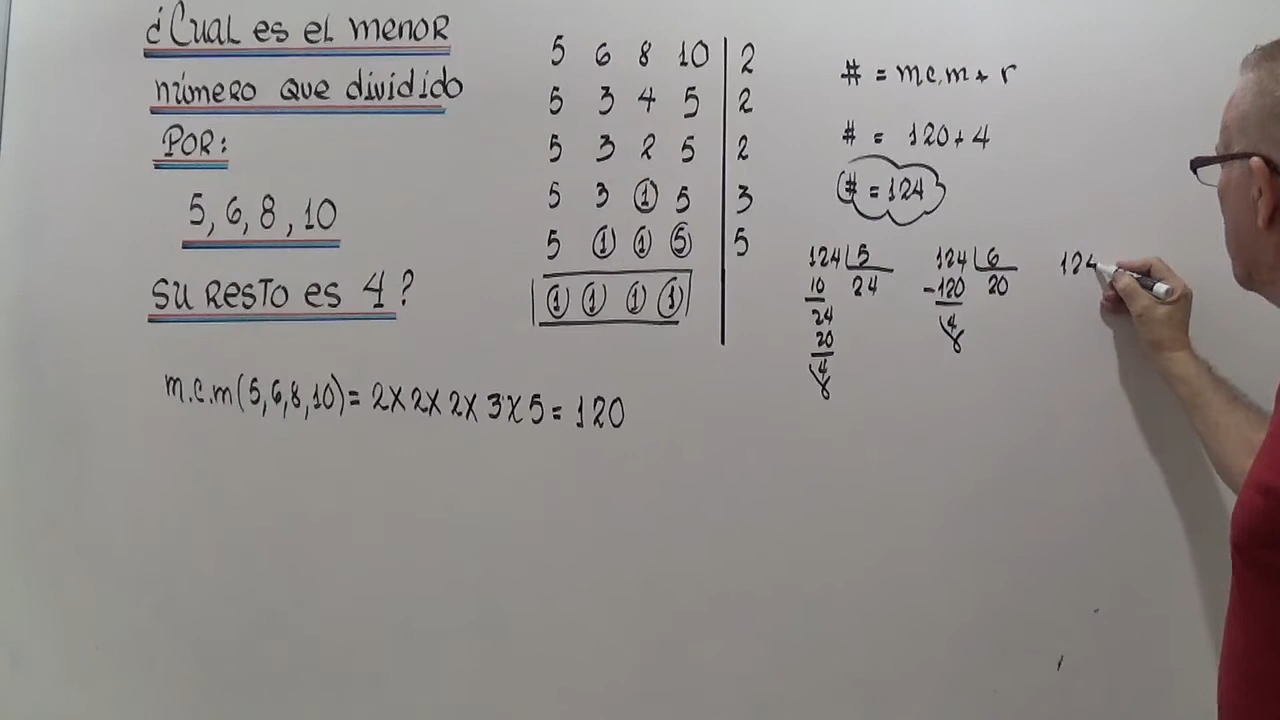 ¿Cual es el menor
número que dividido
por:
5, 6, 8, 10
su resto es 4?
m.c.m(5,6,8,10)= 2x2x2x3x5=120
5 6 8 10 | 2
5 3 4 5 | 2
5 3 2 5 | 2
5 3 1 5 | 3
5 1 1 5 | 5
1 1 1 1
# = m.c.m + r
# = 120+4
# = 124
124 5
10 24
24
20
4
124 6
-120 20
4
124